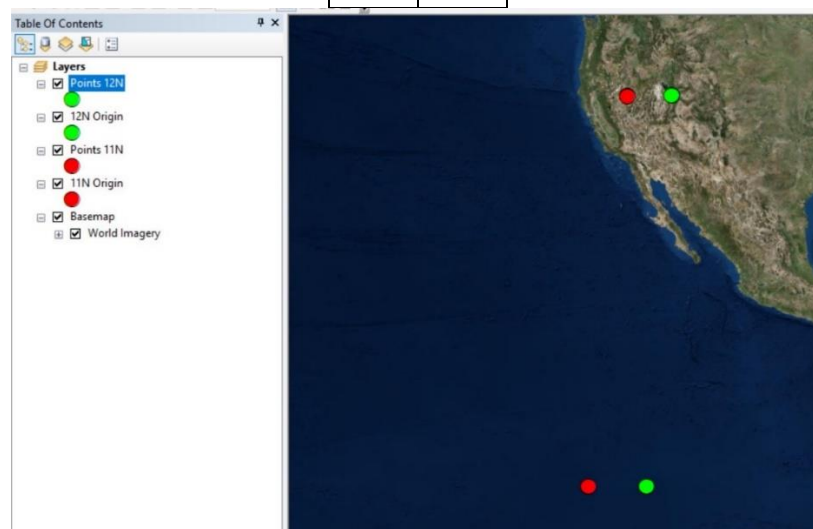 Table Of Contents
Layers
Points 12N
12N Origin
Points 11N
11N Origin
Basemap
World Imagery